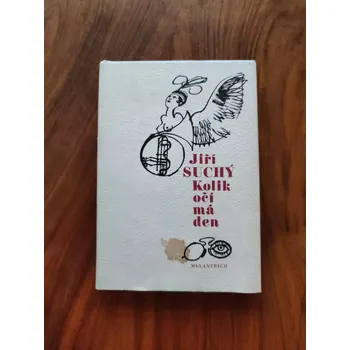 Jiří
SUCHÝ
Kolik
očí
má
den
MELANTRICH